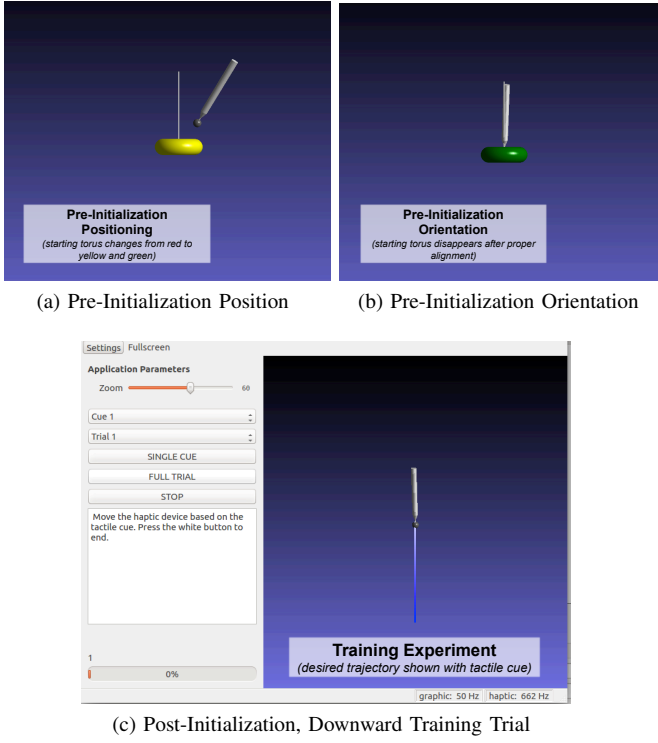 Pre-Initialization
Positioning
(starting torus changes from red to
yellow and green)
Pre-Initialization
Orientation
(starting torus disappears after proper
alignment)
(a) Pre-Initialization Position
(b) Pre-Initialization Orientation
Settings Fullscreen
Application Parameters
Zoom 60
Cue 1
Trial 1
SINGLE CUE
FULL TRIAL
STOP
Move the haptic device based on the
tactile cue. Press the white button to
end.
1
0%
Training Experiment
(desired trajectory shown with tactile cue)
graphic: 50 Hz haptic: 662 Hz
(c) Post-Initialization, Downward Training Trial